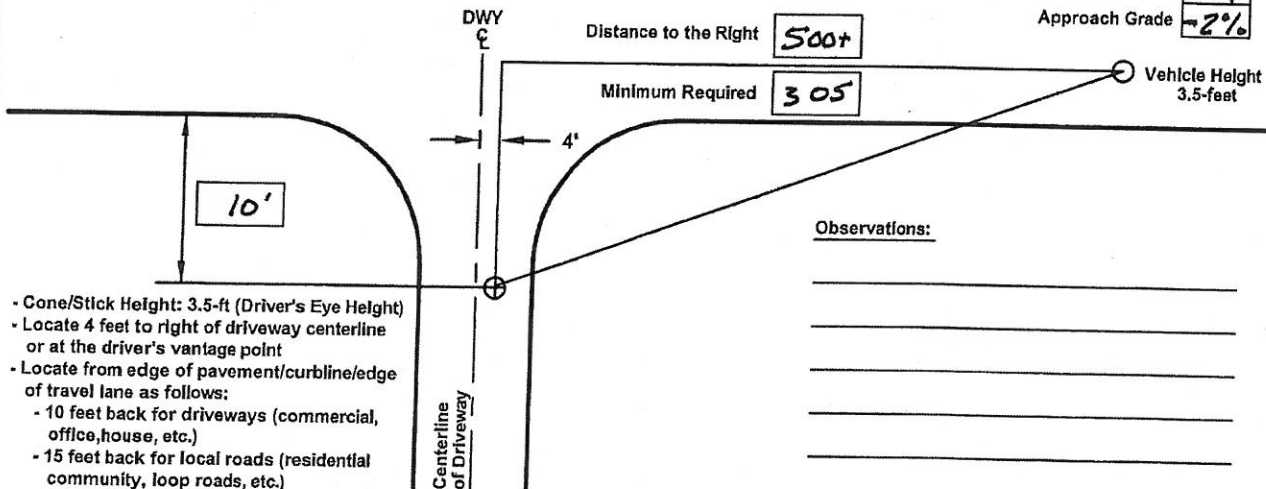 DWY
℄
Distance to the Right 500+
Approach Grade -2%
Minimum Required 305
Vehicle Height
3.5-feet
4'
10'
Observations:
- Cone/Stick Height: 3.5-ft (Driver's Eye Height)
- Locate 4 feet to right of driveway centerline
or at the driver's vantage point
- Locate from edge of pavement/curbline/edge
of travel lane as follows:
- 10 feet back for driveways (commercial,
office,house, etc.)
- 15 feet back for local roads (residential
community, loop roads, etc.)
Centerline
of Driveway